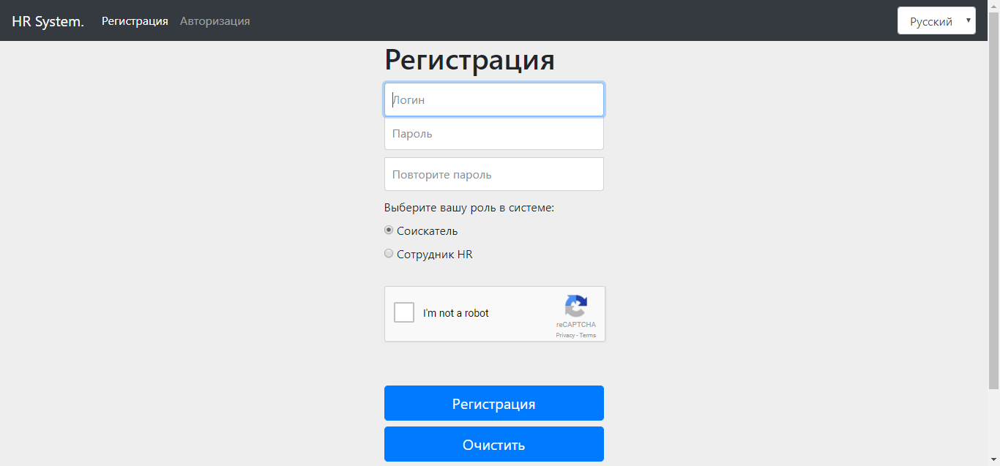 HR System. Регистрация Авторизация Русский
Регистрация
Логин
Пароль
Повторите пароль
Выберите вашу роль в системе:
Соискатель
Сотрудник HR
I'm not a robot
reCAPTCHA
Privacy - Terms
Регистрация
Очистить